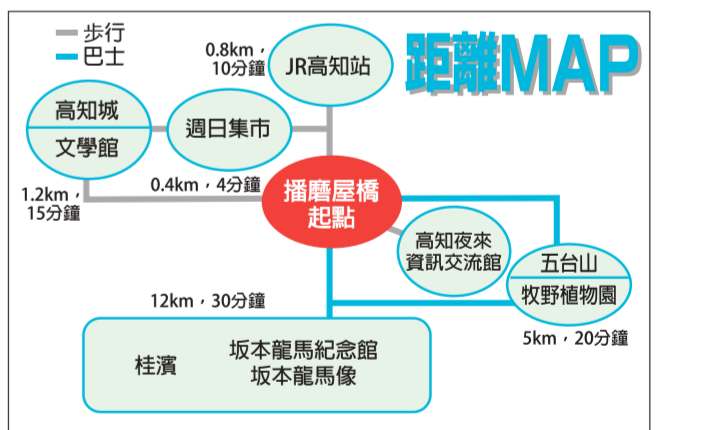 步行
巴士
距離MAP
0.8km，
10分鐘
JR高知站
高知城
文學館
週日集市
1.2km，
15分鐘
0.4km，4分鐘
播磨屋橋
起點
高知夜來
資訊交流館
五台山
牧野植物園
5km，20分鐘
12km，30分鐘
桂濱
坂本龍馬紀念館
坂本龍馬像